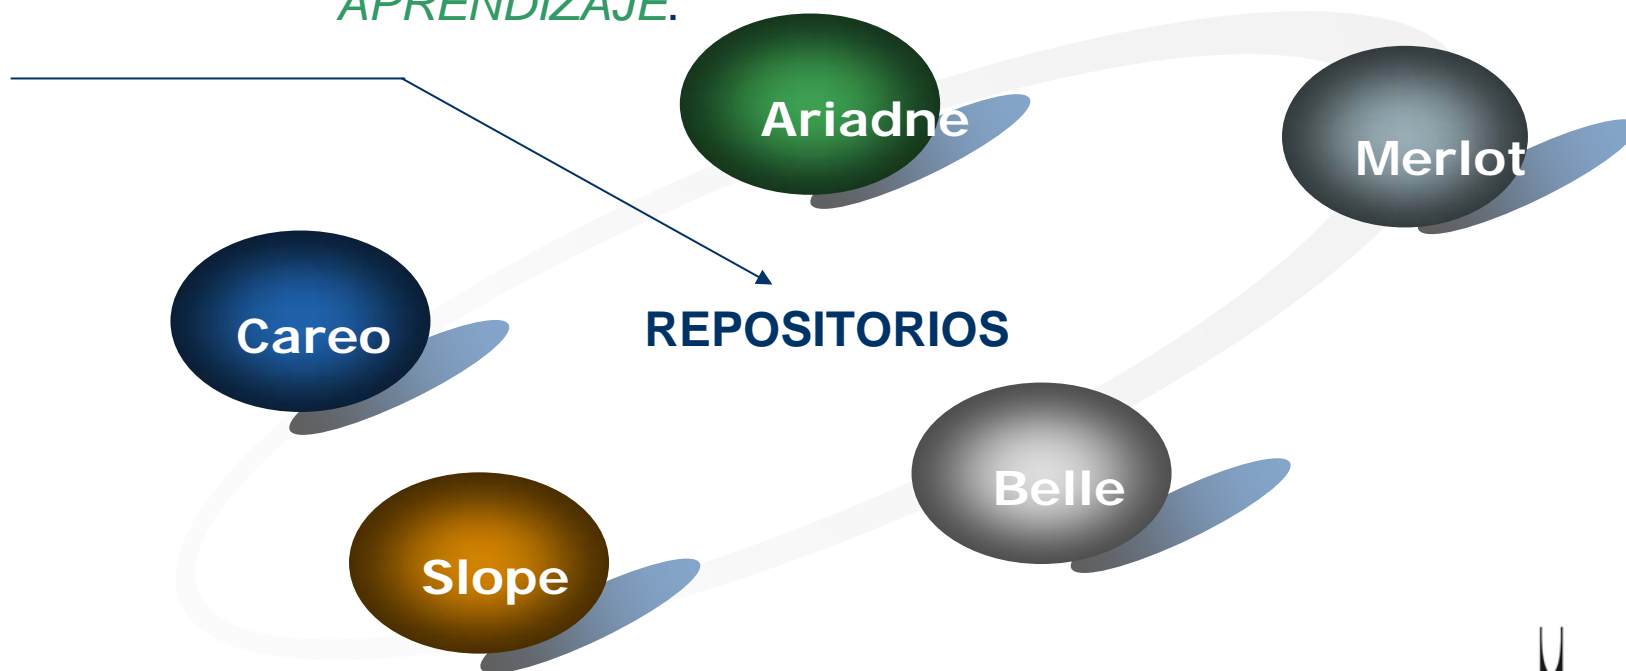 APRENDIZAJE.
Ariadne
Merlot
Careo
REPOSITORIOS
Belle
Slope